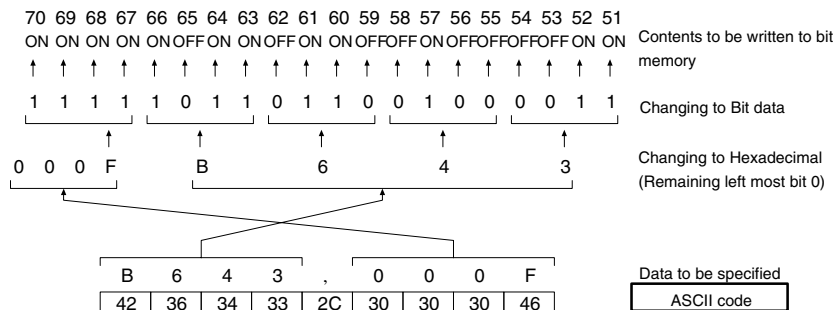 70 69 68 67 66 65 64 63 62 61 60 59 58 57 56 55 54 53 52 51
ON ON ON ON ON OFF ON ON OFF ON ON OFF OFF ON OFF OFF OFF OFF ON ON
Contents to be written to bit
memory
1 1 1 1 1 0 1 1 0 1 1 0 0 1 0 0 0 0 1 1
Changing to Bit data
0 0 0 F B 6 4 3
Changing to Hexadecimal
(Remaining left most bit 0)
B 6 4 3 , 0 0 0 F
Data to be specified
42 36 34 33 2C 30 30 30 46
ASCII code